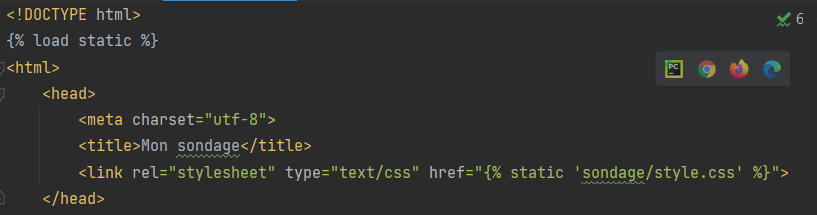 <!DOCTYPE html>
6
{% load static %}
<html>
PC
<head>
<meta charset="utf-8">
<title>Mon sondage</title>
<link rel="stylesheet" type="text/css" href="{% static 'sondage/style.css' %}">
</head>